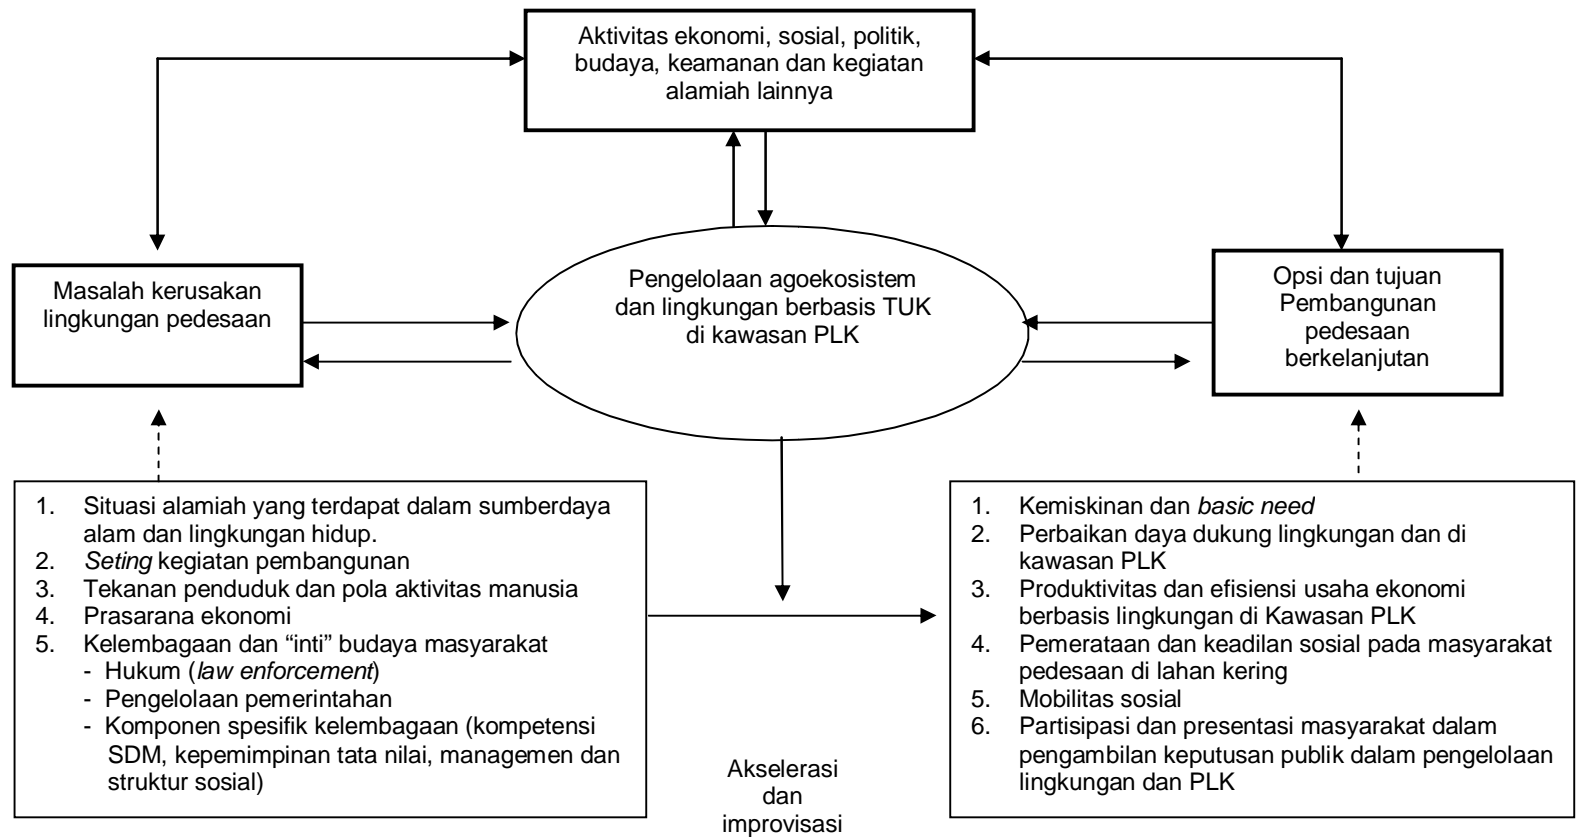 Aktivitas ekonomi, sosial, politik,
budaya, keamanan dan kegiatan
alamiah lainnya
Masalah kerusakan
lingkungan pedesaan
Pengelolaan agoekosistem
dan lingkungan berbasis TUK
di kawasan PLK
Opsi dan tujuan
Pembangunan
pedesaan
berkelanjutan
1. Situasi alamiah yang terdapat dalam sumberdaya
alam dan lingkungan hidup.
2. Seting kegiatan pembangunan
3. Tekanan penduduk dan pola aktivitas manusia
4. Prasarana ekonomi
5. Kelembagaan dan “inti” budaya masyarakat
- Hukum (law enforcement)
- Pengelolaan pemerintahan
- Komponen spesifik kelembagaan (kompetensi
SDM, kepemimpinan tata nilai, managemen dan
struktur sosial)
Akselerasi
dan
improvisasi
1. Kemiskinan dan basic need
2. Perbaikan daya dukung lingkungan dan di
kawasan PLK
3. Produktivitas dan efisiensi usaha ekonomi
berbasis lingkungan di Kawasan PLK
4. Pemerataan dan keadilan sosial pada masyarakat
pedesaan di lahan kering
5. Mobilitas sosial
6. Partisipasi dan presentasi masyarakat dalam
pengambilan keputusan publik dalam pengelolaan
lingkungan dan PLK